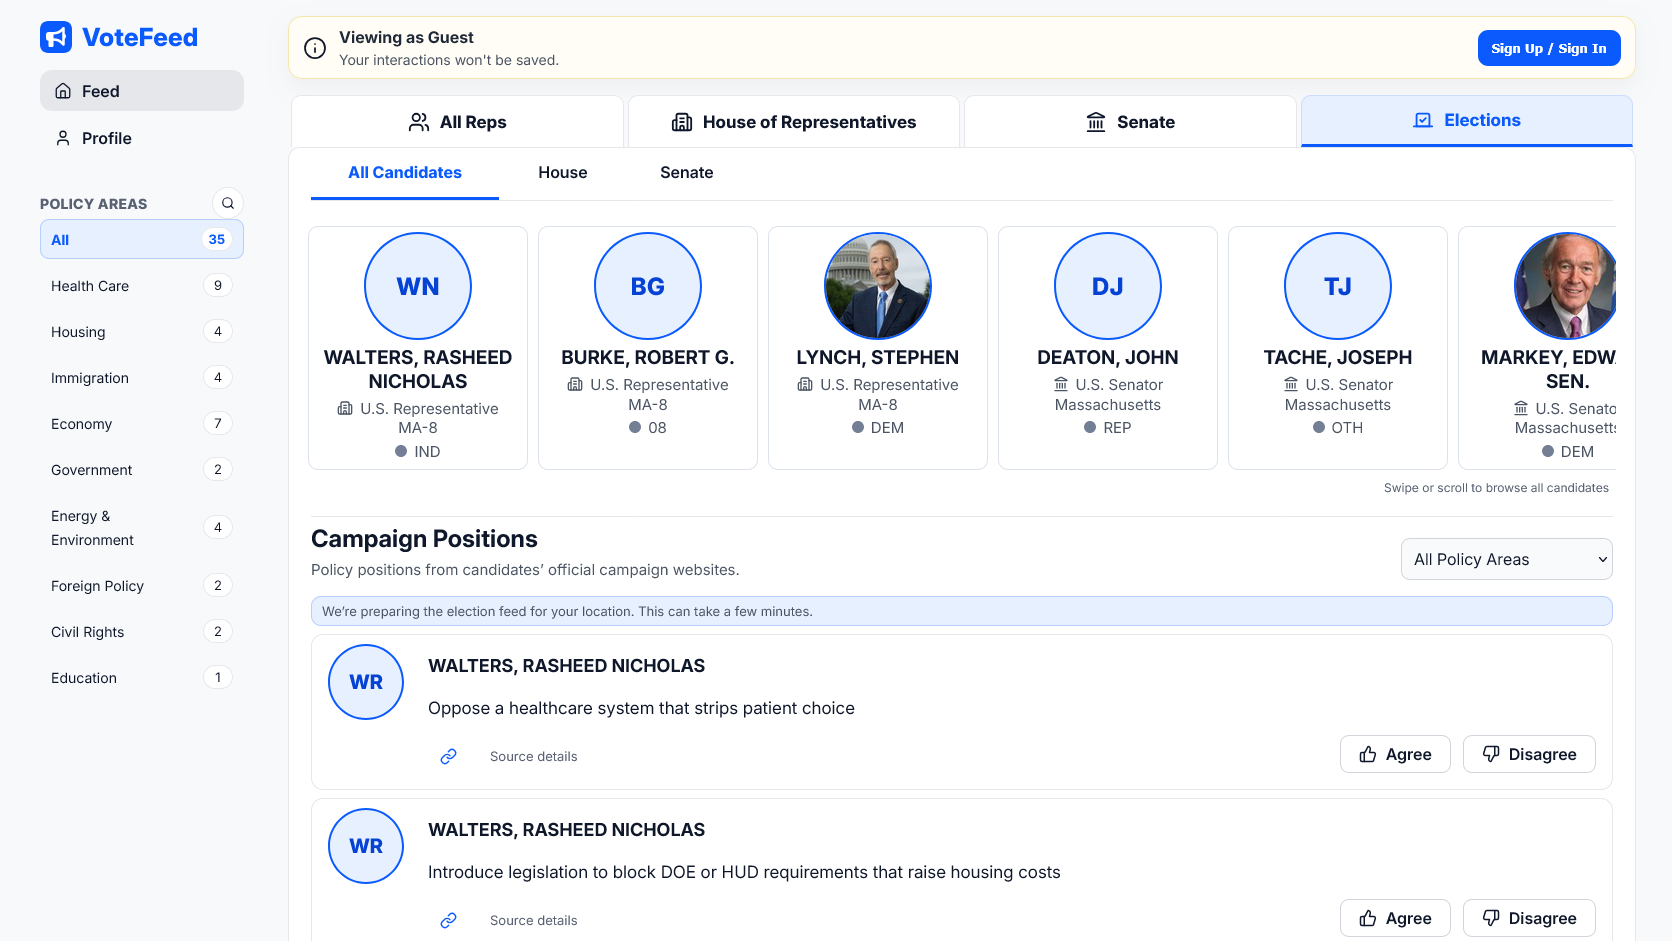 VoteFeed
Feed
Profile
POLICY AREAS
All 35
Health Care 9
Housing 4
Immigration 4
Economy 7
Government 2
Energy &
Environment 4
Foreign Policy 2
Civil Rights 2
Education 1
Viewing as Guest
Your interactions won't be saved.
Sign Up / Sign In
All Reps
House of Representatives
Senate
Elections
All Candidates
House
Senate
WN
WALTERS, RASHEED
NICHOLAS
U.S. Representative
MA-8
IND
BG
BURKE, ROBERT G.
U.S. Representative
MA-8
08
LYNCH, STEPHEN
U.S. Representative
MA-8
DEM
DJ
DEATON, JOHN
U.S. Senator
Massachusetts
REP
TJ
TACHE, JOSEPH
U.S. Senator
Massachusetts
OTH
MARKEY, EDW
SEN.
U.S. Senato
Massachusetts
DEM
Swipe or scroll to browse all candidates
Campaign Positions
Policy positions from candidates’ official campaign websites.
All Policy Areas
We’re preparing the election feed for your location. This can take a few minutes.
WR
WALTERS, RASHEED NICHOLAS
Oppose a healthcare system that strips patient choice
Source details
Agree
Disagree
WR
WALTERS, RASHEED NICHOLAS
Introduce legislation to block DOE or HUD requirements that raise housing costs
Source details
Agree
Disagree